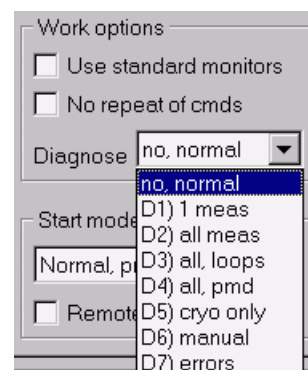 Work options
Use standard monitors
No repeat of cmds
Diagnose no, normal
no, normal
D1) 1 meas
Start mode
D2) all meas
D3) all, loops
Normal,
D4) all, pmd
D5) cryo only
D6) manual
D7) errors